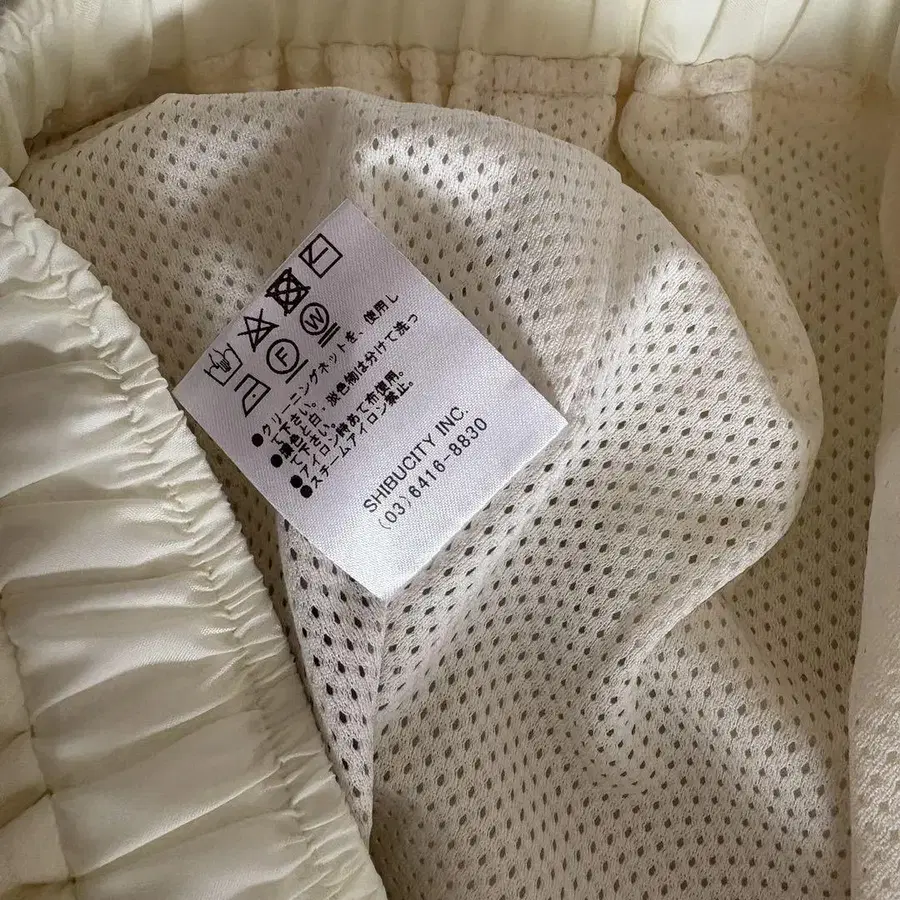 F W
●クリーニングネットを、使用し
て下さい。
●濃色と白・淡色物は分けて洗っ
て下さい。
●アイロン時あて布使用。
●スチームアイロン禁止。
SHIBUCITY INC.
(03)6416-8830